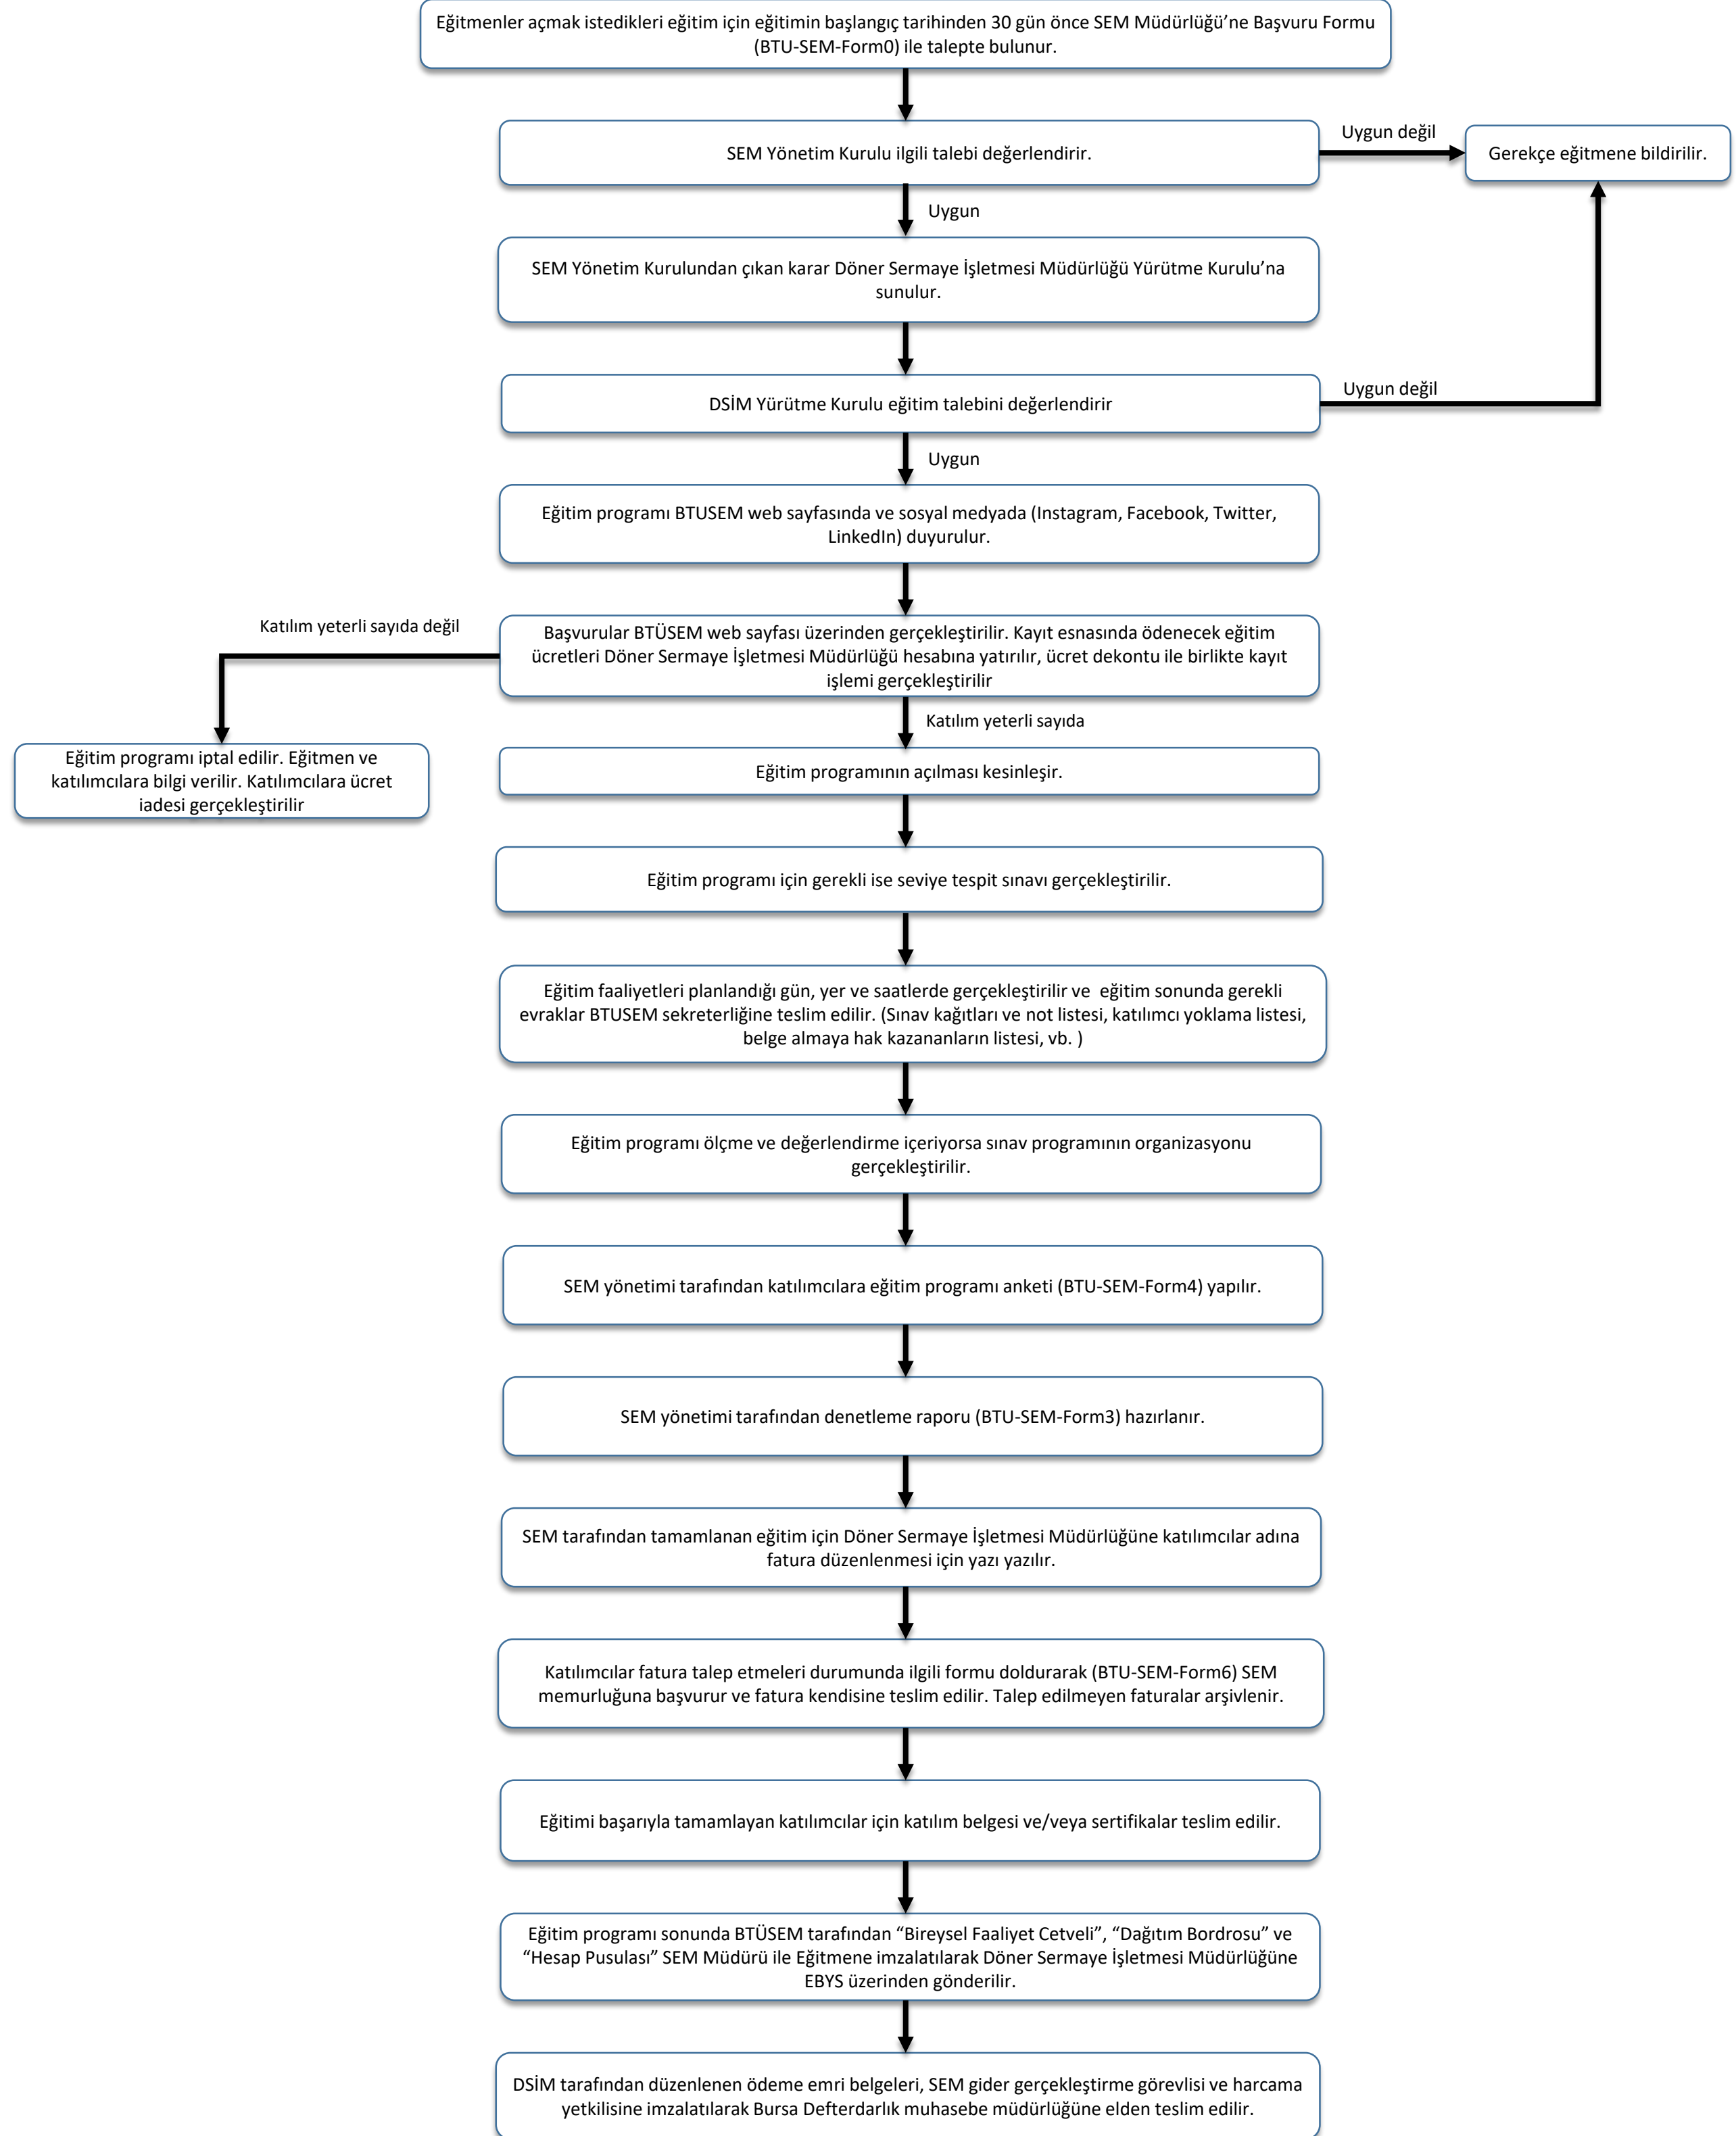 Eğitmenler açmak istedikleri eğitim için eğitimin başlangıç tarihinden 30 gün önce SEM Müdürlüğü’ne Başvuru Formu
(BTU-SEM-Form0) ile talepte bulunur.
SEM Yönetim Kurulu ilgili talebi değerlendirir.
Uygun değil
Gerekçe eğitmene bildirilir.
Uygun
SEM Yönetim Kurulundan çıkan karar Döner Sermaye İşletmesi Müdürlüğü Yürütme Kurulu’na
sunulur.
DSİM Yürütme Kurulu eğitim talebini değerlendirir
Uygun değil
Uygun
Eğitim programı BTUSEM web sayfasında ve sosyal medyada (Instagram, Facebook, Twitter,
LinkedIn) duyurulur.
Katılım yeterli sayıda değil
Başvurular BTÜSEM web sayfası üzerinden gerçekleştirilir. Kayıt esnasında ödenecek eğitim
ücretleri Döner Sermaye İşletmesi Müdürlüğü hesabına yatırılır, ücret dekontu ile birlikte kayıt
işlemi gerçekleştirilir
Katılım yeterli sayıda
Eğitim programı iptal edilir. Eğitmen ve
katılımcılara bilgi verilir. Katılımcılara ücret
iadesi gerçekleştirilir
Eğitim programının açılması kesinleşir.
Eğitim programı için gerekli ise seviye tespit sınavı gerçekleştirilir.
Eğitim faaliyetleri planlandığı gün, yer ve saatlerde gerçekleştirilir ve  eğitim sonunda gerekli
evraklar BTUSEM sekreterliğine teslim edilir. (Sınav kağıtları ve not listesi, katılımcı yoklama listesi,
belge almaya hak kazananların listesi, vb. )
Eğitim programı ölçme ve değerlendirme içeriyorsa sınav programının organizasyonu
gerçekleştirilir.
SEM yönetimi tarafından katılımcılara eğitim programı anketi (BTU-SEM-Form4) yapılır.
SEM yönetimi tarafından denetleme raporu (BTU-SEM-Form3) hazırlanır.
SEM tarafından tamamlanan eğitim için Döner Sermaye İşletmesi Müdürlüğüne katılımcılar adına
fatura düzenlenmesi için yazı yazılır.
Katılımcılar fatura talep etmeleri durumunda ilgili formu doldurarak (BTU-SEM-Form6) SEM
memurluğuna başvurur ve fatura kendisine teslim edilir. Talep edilmeyen faturalar arşivlenir.
Eğitimi başarıyla tamamlayan katılımcılar için katılım belgesi ve/veya sertifikalar teslim edilir.
Eğitim programı sonunda BTÜSEM tarafından “Bireysel Faaliyet Cetveli”, “Dağıtım Bordrosu” ve
“Hesap Pusulası” SEM Müdürü ile Eğitmene imzalatılarak Döner Sermaye İşletmesi Müdürlüğüne
EBYS üzerinden gönderilir.
DSİM tarafından düzenlenen ödeme emri belgeleri, SEM gider gerçekleştirme görevlisi ve harcama
yetkilisine imzalatılarak Bursa Defterdarlık muhasebe müdürlüğüne elden teslim edilir.